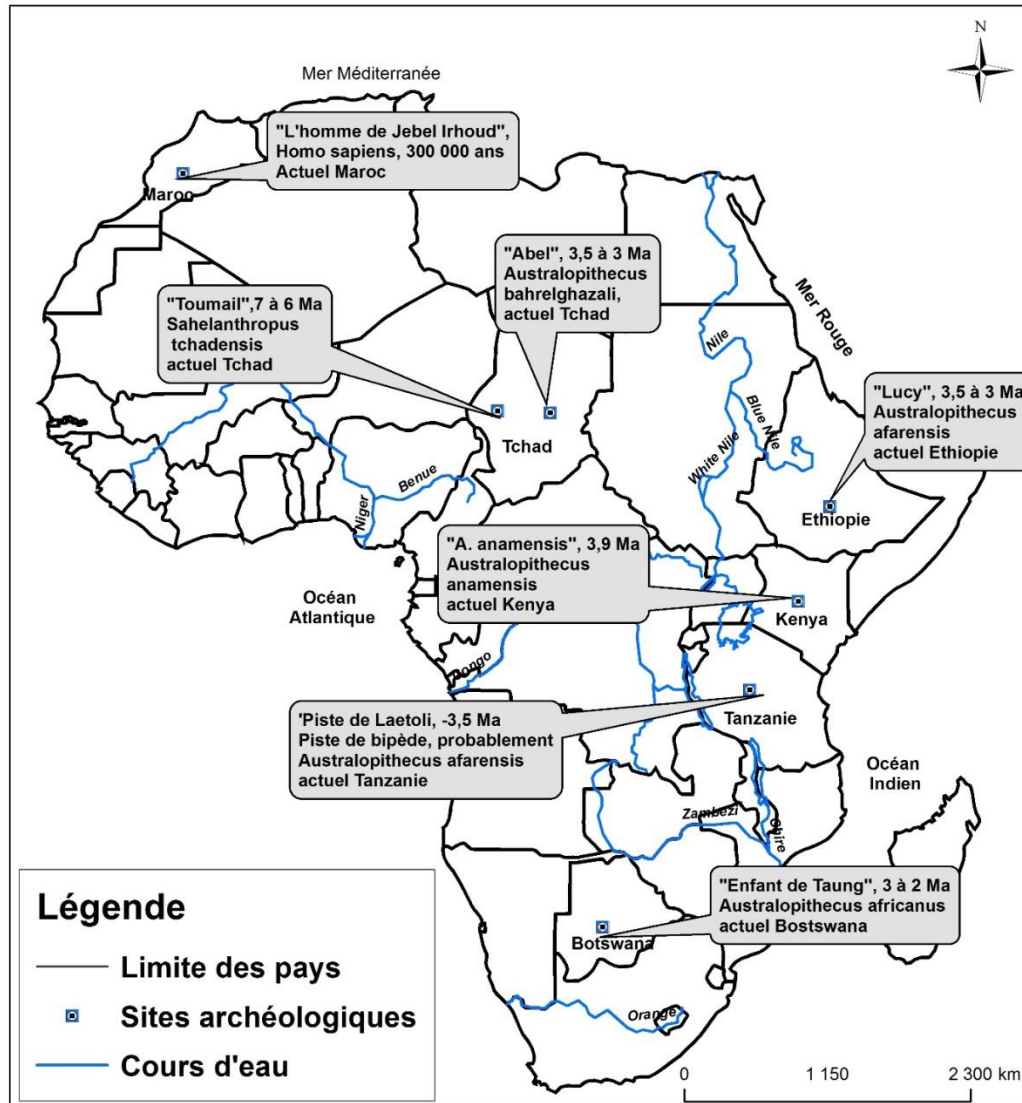 N
Mer Méditerranée
"L'homme de Jebel Irhoud",
Homo sapiens, 300 000 ans
Actuel Maroc
Maroc
"Abel", 3,5 à 3 Ma
Australopithecus
bahrelghazali,
actuel Tchad
"Toumail",7 à 6 Ma
Sahelanthropus
tchadensis
actuel Tchad
Mer Rouge
Nile
"Lucy", 3,5 à 3 Ma
Australopithecus
afarensis
actuel Ethiopie
Blue Nile
White Nile
Tchad
Benue
Niger
Ethiopie
"A. anamensis", 3,9 Ma
Australopithecus
anamensis
actuel Kenya
Océan
Atlantique
Kenya
Congo
'Piste de Laetoli, -3,5 Ma
Piste de bipède, probablement
Australopithecus afarensis
actuel Tanzanie
Tanzanie
Océan
Indien
Zambezi
Chire
"Enfant de Taung", 3 à 2 Ma
Australopithecus africanus
actuel Bostswana
Botswana
Orange
Légende
Limite des pays
Sites archéologiques
Cours d'eau
0 1 150 2 300 km